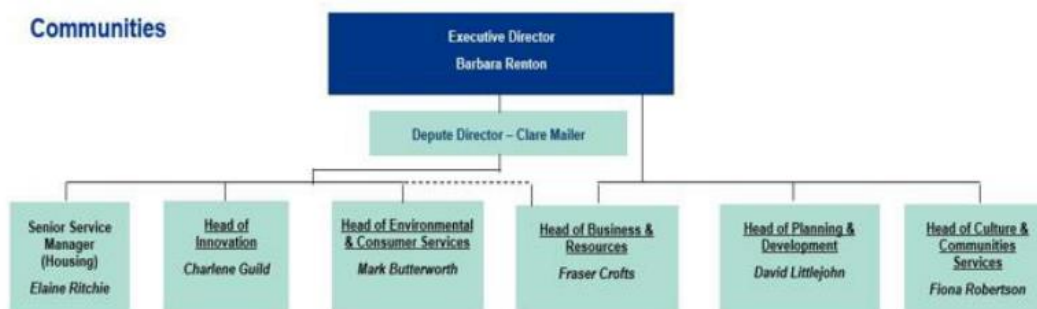 Communities
Executive Director
Barbara Renton
Depute Director – Clare Mailer
Senior Service
Manager
(Housing)
Elaine Ritchie
Head of
Innovation
Charlene Guild
Head of Environmental
& Consumer Services
Mark Butterworth
Head of Business &
Resources
Fraser Crofts
Head of Planning &
Development
David Littlejohn
Head of Culture &
Communities
Services
Fiona Robertson